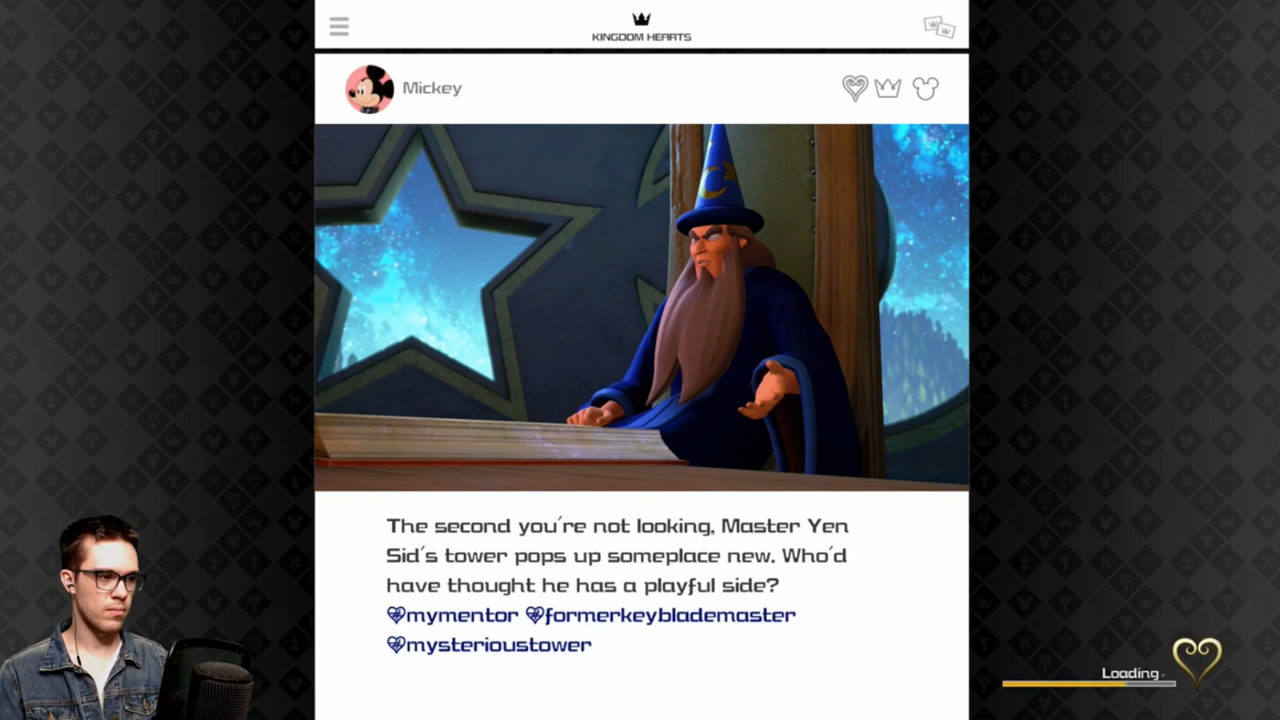 KINGDOM HEARTS
Mickey
The second you're not looking, Master Yen
Sid's tower pops up someplace new. Who'd
have thought he has a playful side?
#mymentor #formerkeyblademaster
#mysterioustower
Loading.